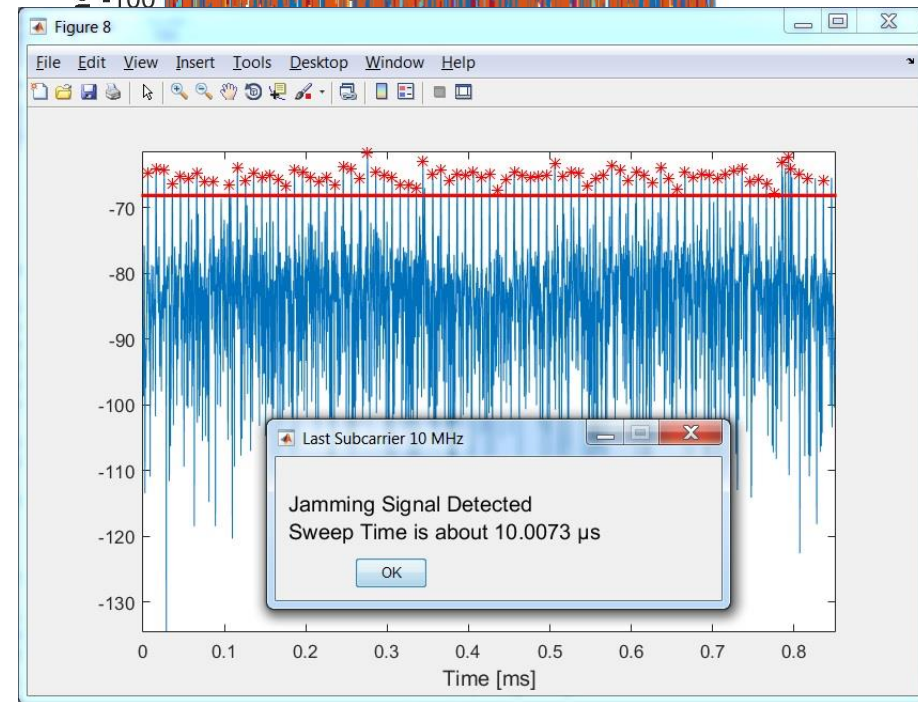 -100
Figure 8
File Edit View Insert Tools Desktop Window Help
-70
-80
-90
-100
-110
-120
-130
Last Subcarrier 10 MHz
Jamming Signal Detected
Sweep Time is about 10.0073 μs
OK
0 0.1 0.2 0.3 0.4 0.5 0.6 0.7 0.8
Time [ms]